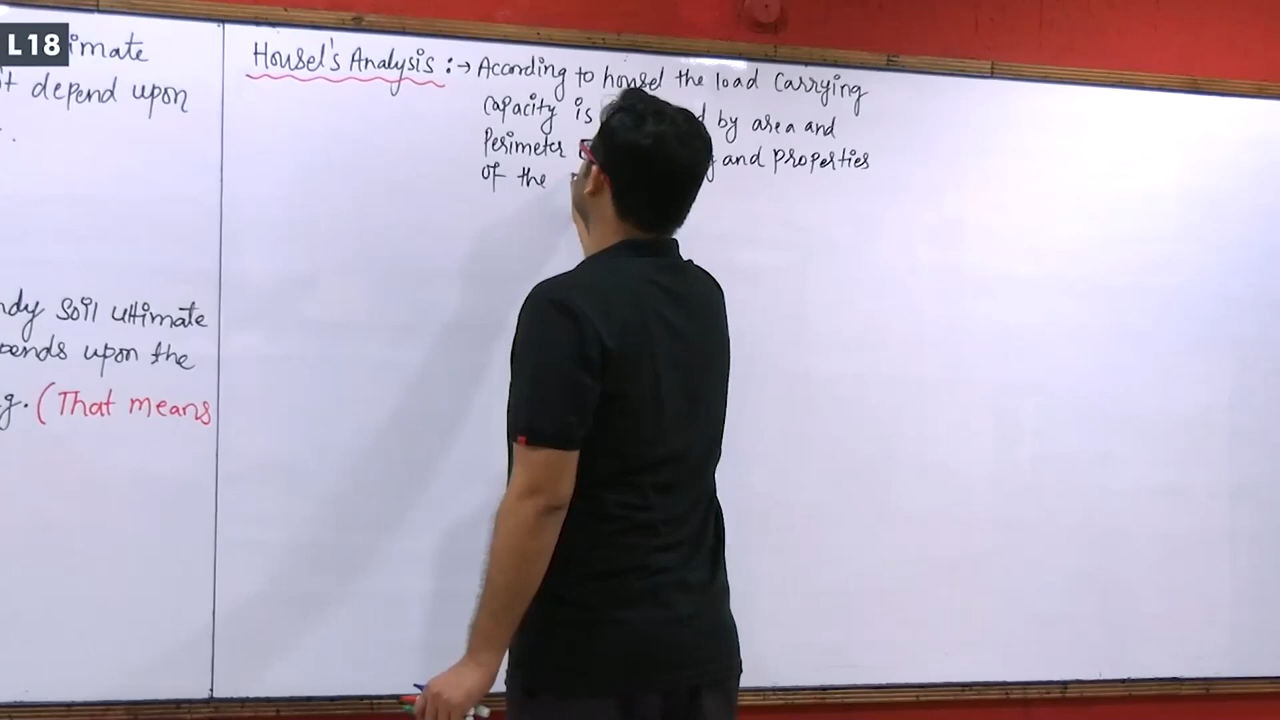 L18
imate
depend upon
ndy Soil ultimate
pends upon the
g. (That means
Housel's Analysis :→ According to housel the load Carrying
Capacity is by area and
Perimeter and Properties
of the